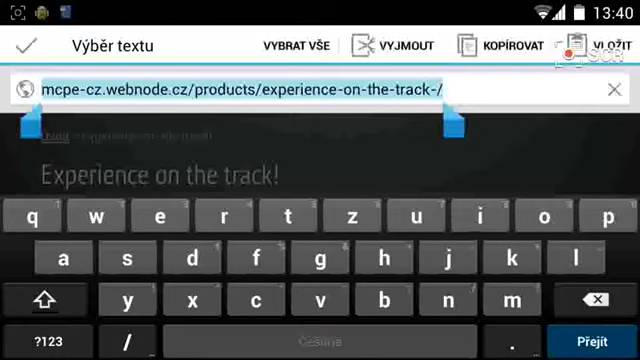 13:40
Výběr textu VYBRAT VŠE VYJMOUT KOPÍROVAT VLOŽIT
SCR
mcpe-cz.webnode.cz/products/experience-on-the-track-/
Experience on the track!
q w e r t z u i o p
a s d f g h j k l
y x c v b n m
?123 / Čeština . Přejít